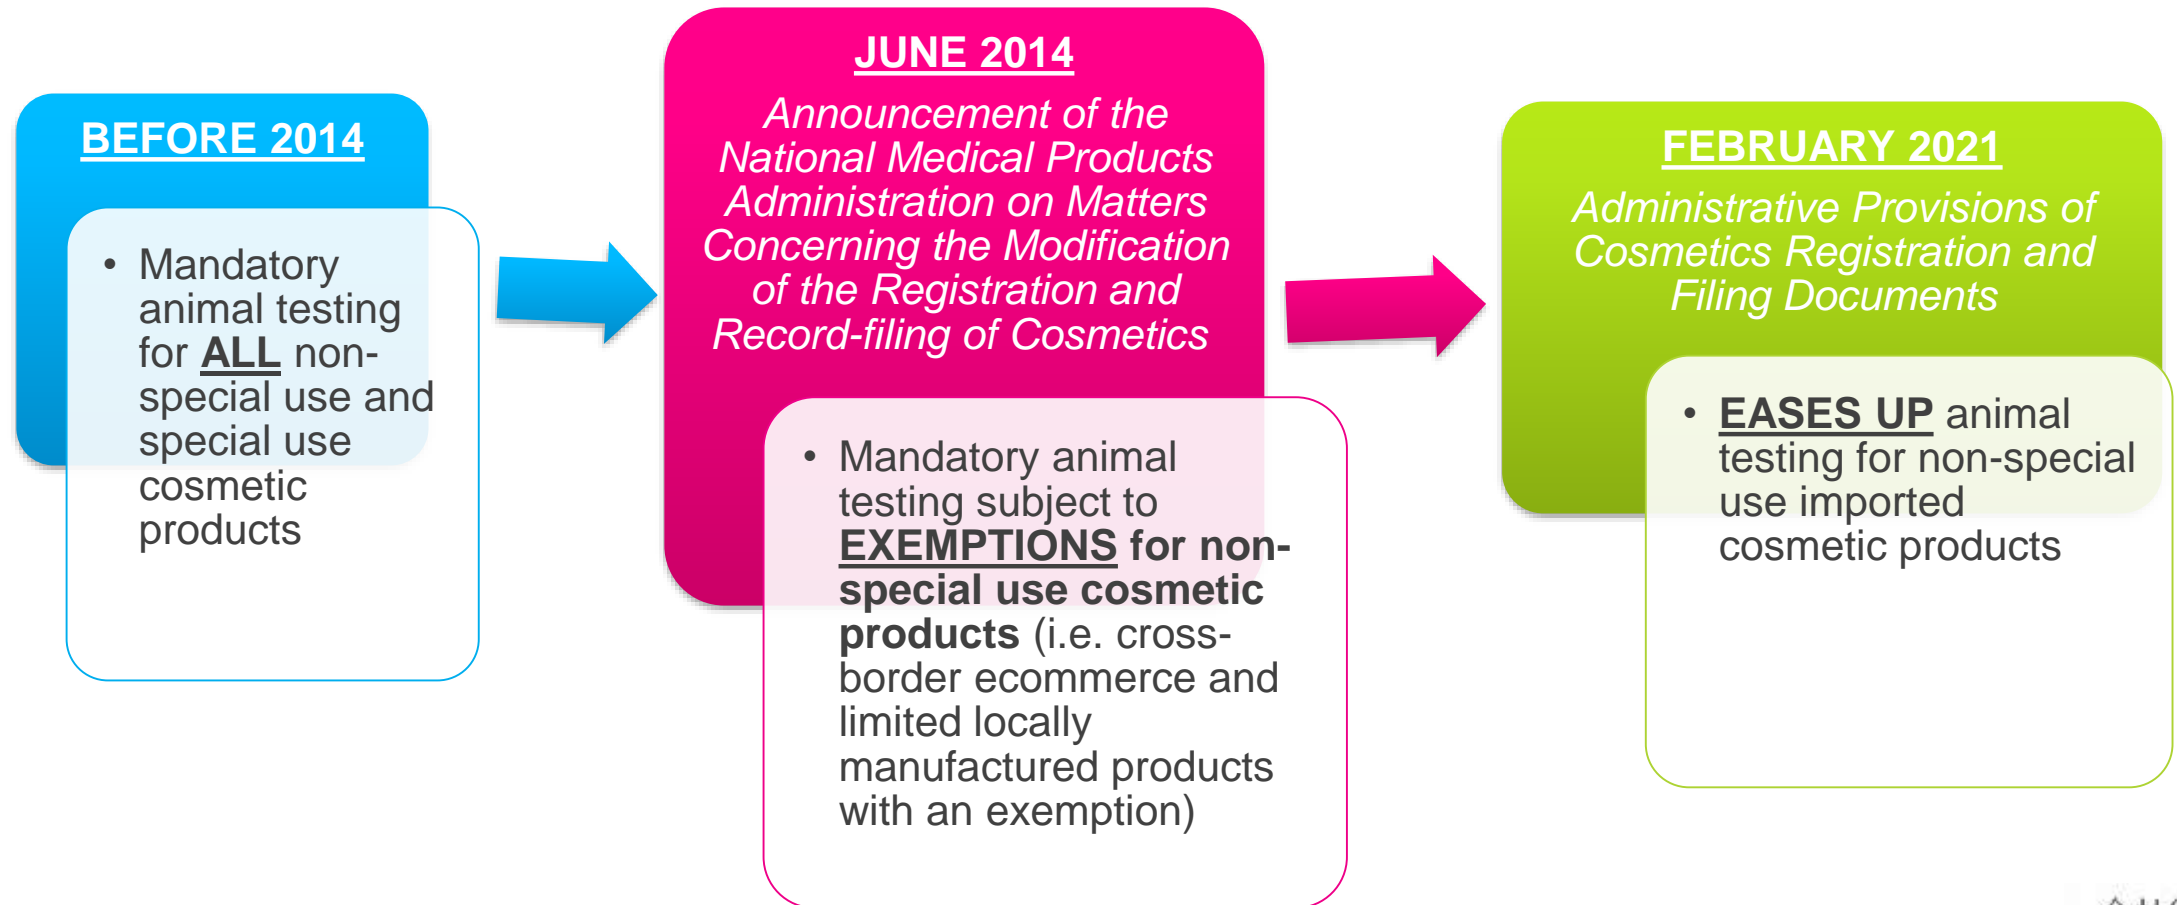 BEFORE 2014
• Mandatory
animal testing
for ALL non-
special use and
special use
cosmetic
products
JUNE 2014
Announcement of the
National Medical Products
Administration on Matters
Concerning the Modification
of the Registration and
Record-filing of Cosmetics
• Mandatory animal
testing subject to
EXEMPTIONS for non-
special use cosmetic
products (i.e. cross-
border ecommerce and
limited locally
manufactured products
with an exemption)
FEBRUARY 2021
Administrative Provisions of
Cosmetics Registration and
Filing Documents
• EASES UP animal
testing for non-special
use imported
cosmetic products